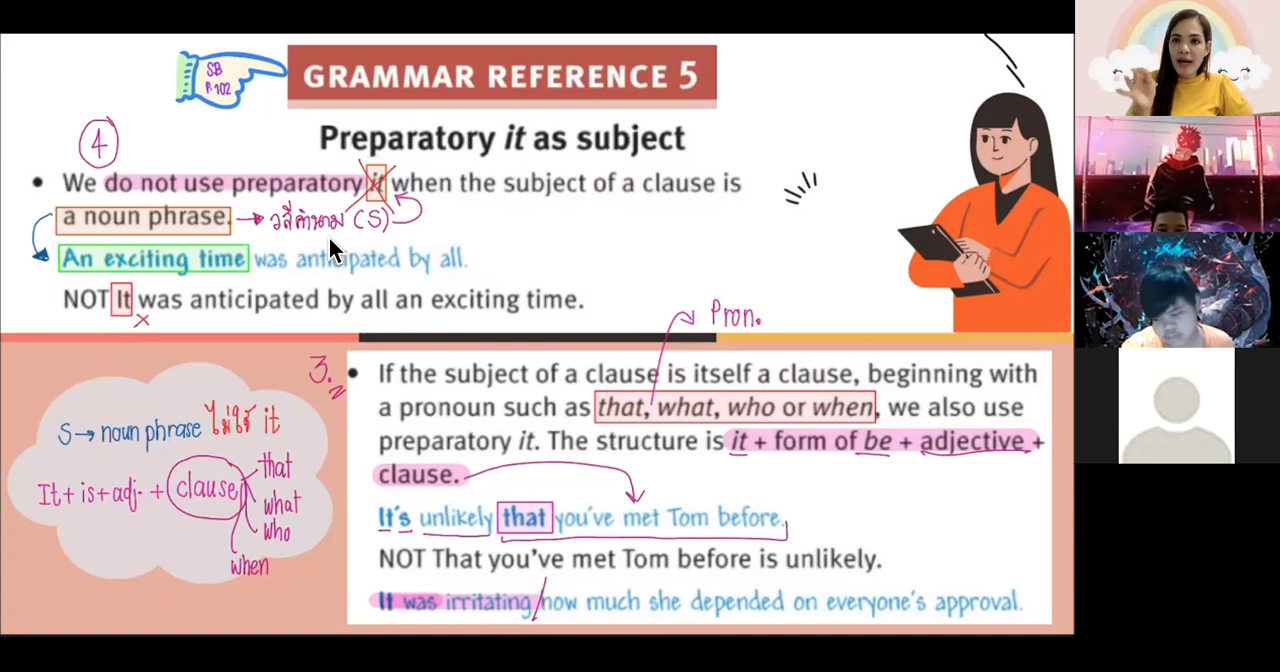 SB
P. 102
GRAMMAR REFERENCE 5
4
Preparatory it as subject
• We do not use preparatory it when the subject of a clause is
a noun phrase. → วลีคำนาม (S)
An exciting time was anticipated by all.
NOT It was anticipated by all an exciting time.
x
Pron.
3.
• If the subject of a clause is itself a clause, beginning with
a pronoun such as that, what, who or when, we also use
preparatory it. The structure is it + form of be + adjective +
clause.
It's unlikely that you've met Tom before.
NOT That you've met Tom before is unlikely.
It was irritating how much she depended on everyone's approval.
S → noun phrase ไม่ใช้ it
It + is + adj. + clause
that
what
who
when